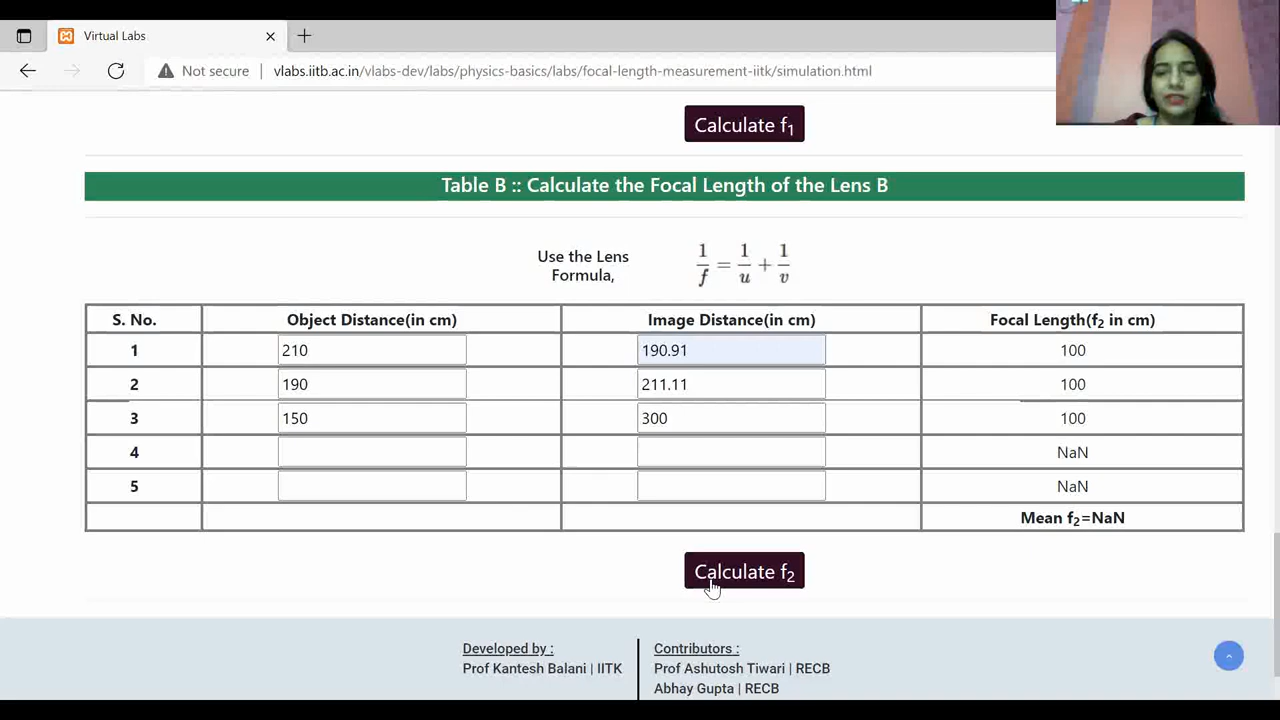 Virtual Labs
Not secure
vlabs.iitb.ac.in/vlabs-dev/labs/physics-basics/labs/focal-length-measurement-iitk/simulation.html
Calculate f₁
Table B :: Calculate the Focal Length of the Lens B
Use the Lens
Formula,
1/f = 1/u + 1/v
S. No. Object Distance(in cm) Image Distance(in cm) Focal Length(f₂ in cm)
1 210 190.91 100
2 190 211.11 100
3 150 300 100
4 NaN
5 NaN
Mean f₂=NaN
Calculate f₂
Developed by :
Prof Kantesh Balani | IITK
Contributors :
Prof Ashutosh Tiwari | RECB
Abhay Gupta | RECB